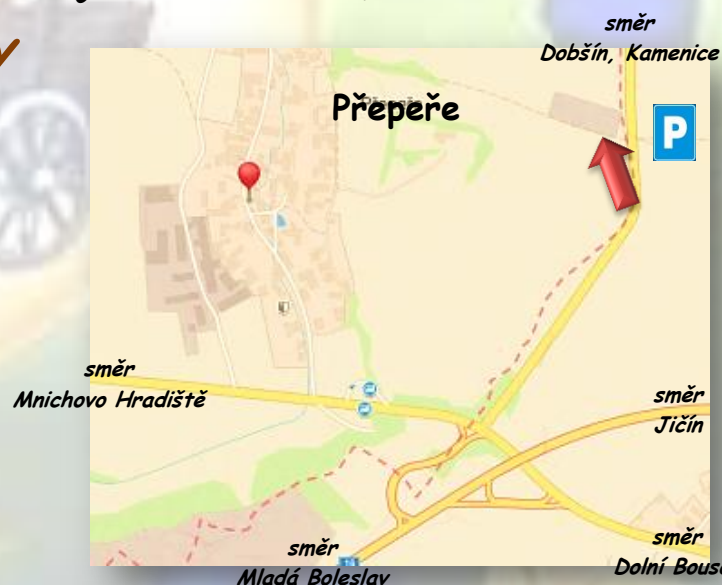 směr
Dobšín, Kamenice
Přepeře
P
směr
Mnichovo Hradiště
směr
Jičín
směr
Mladá Boleslav
směr
Dolní Bous